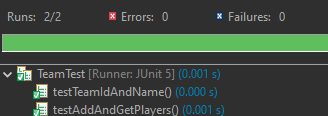 Runs: 2/2 Errors: 0 Failures: 0
TeamTest [Runner: JUnit 5] (0.001 s)
testTeamIdAndName() (0.000 s)
testAddAndGetPlayers() (0.001 s)